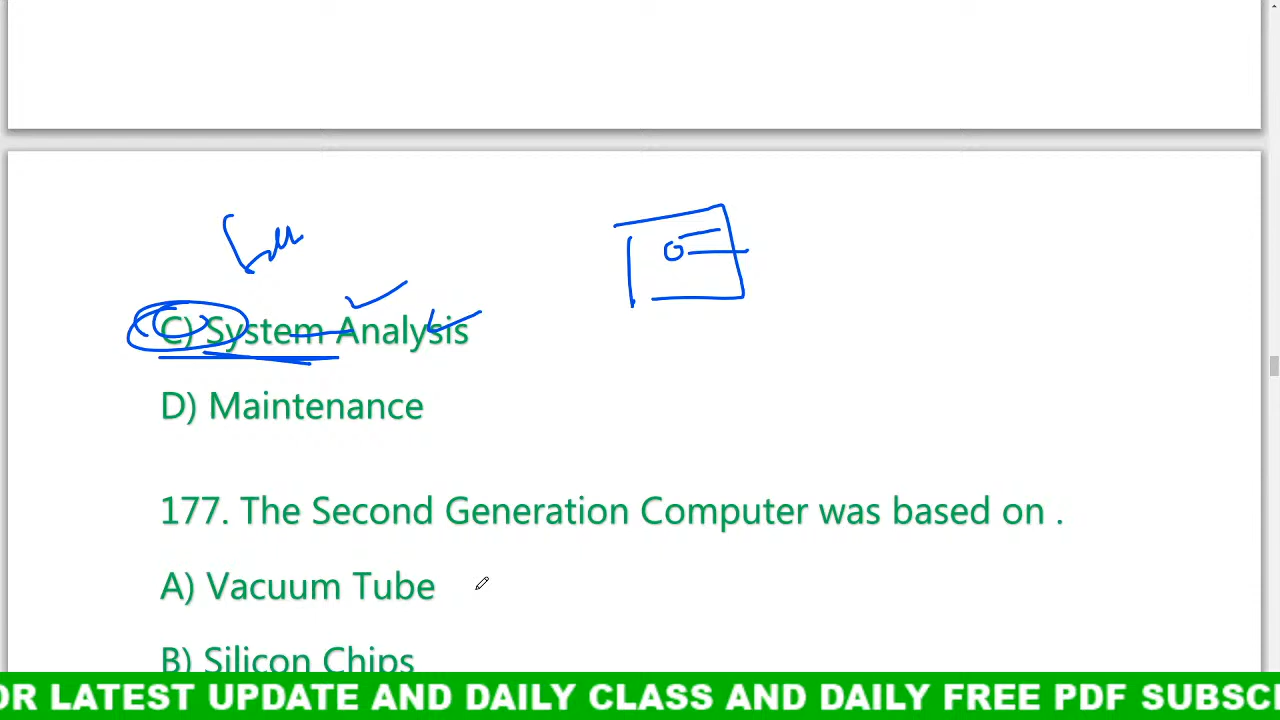 C) System Analysis
D) Maintenance
177. The Second Generation Computer was based on .
A) Vacuum Tube
B) Silicon Chips
OR LATEST UPDATE AND DAILY CLASS AND DAILY FREE PDF SUBSC